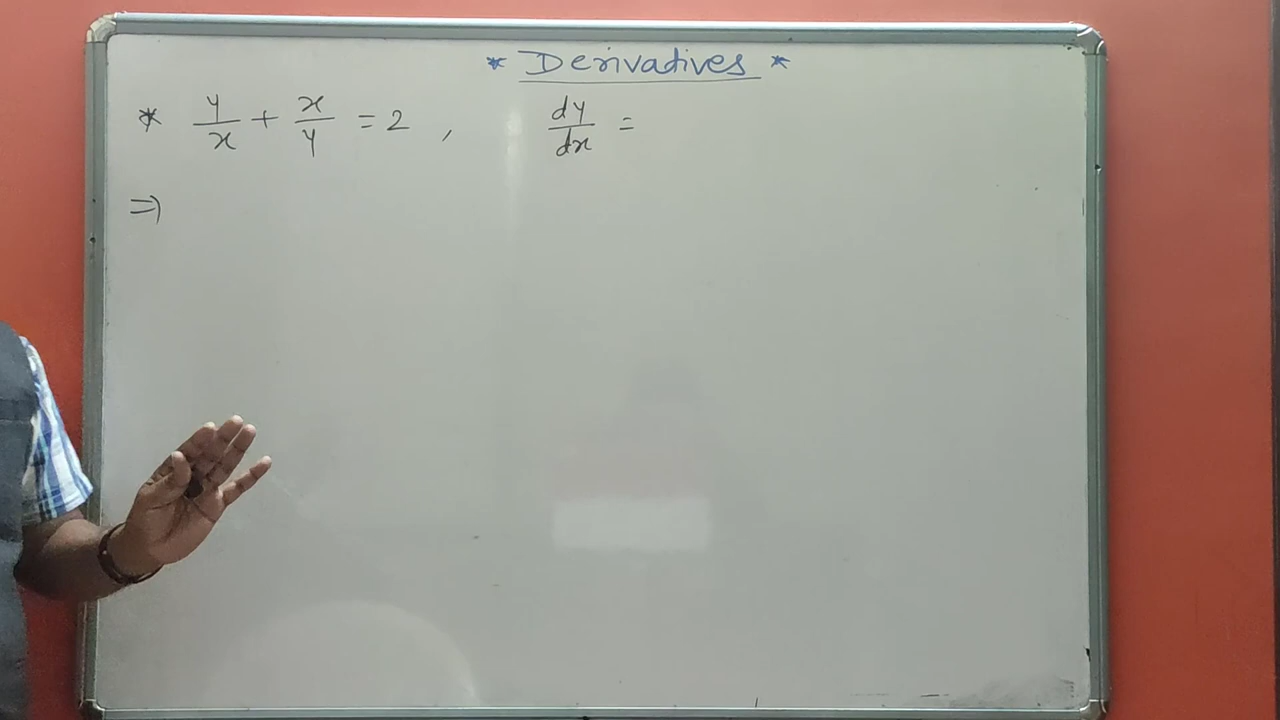 * Derivatives *
* y/x + x/y = 2 , dy/dx =
⇒